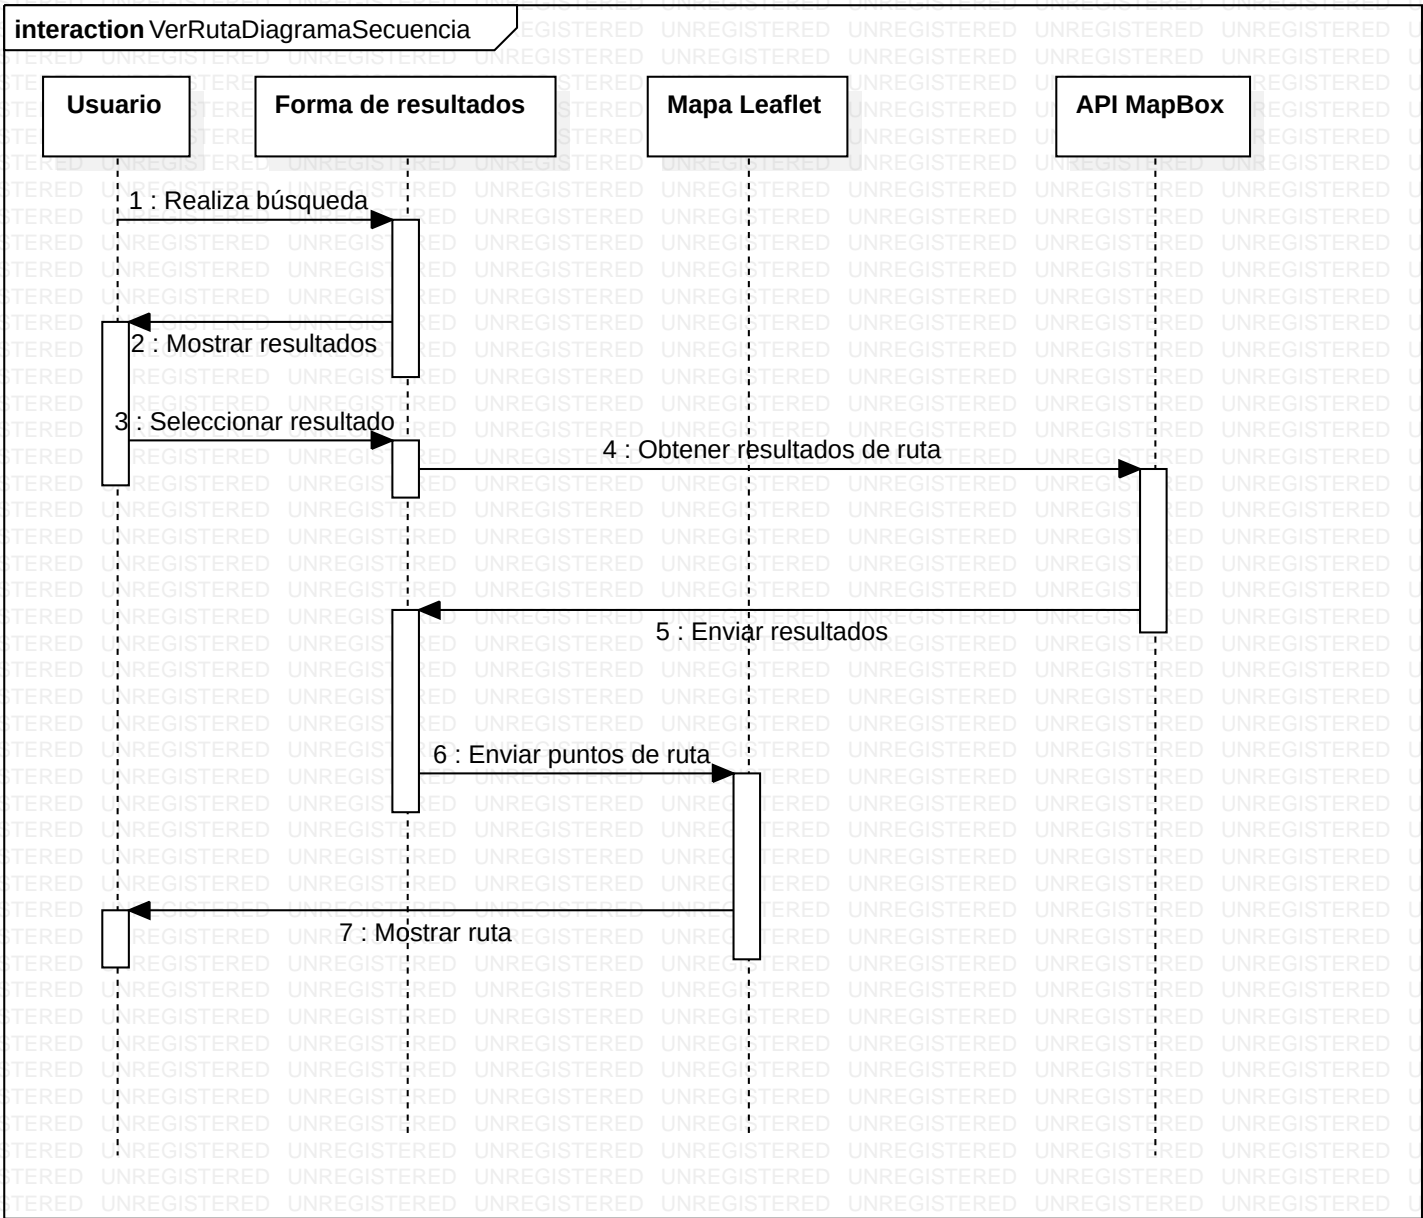 interaction VerRutaDiagramaSecuencia
Usuario
Forma de resultados
Mapa Leaflet
API MapBox
1 : Realiza búsqueda
2 : Mostrar resultados
3 : Seleccionar resultado
4 : Obtener resultados de ruta
5 : Enviar resultados
6 : Enviar puntos de ruta
7 : Mostrar ruta
UNREGISTERED